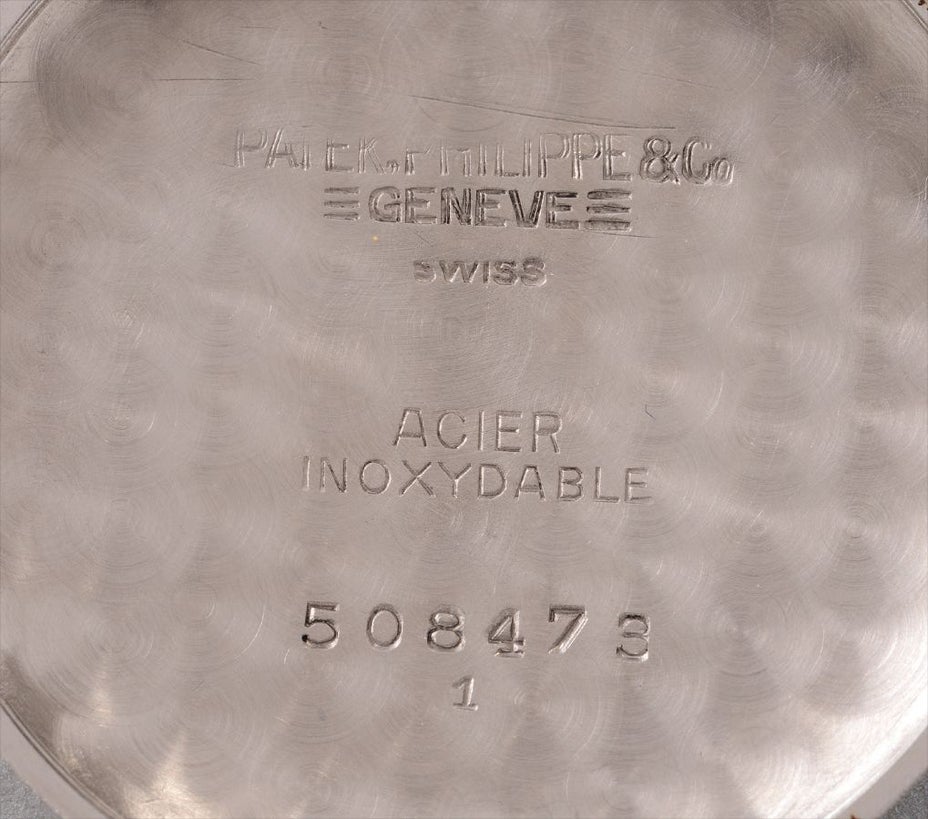 PATEK, PHILIPPE & Co
GENEVE
SWISS
ACIER
INOXYDABLE
508473
1